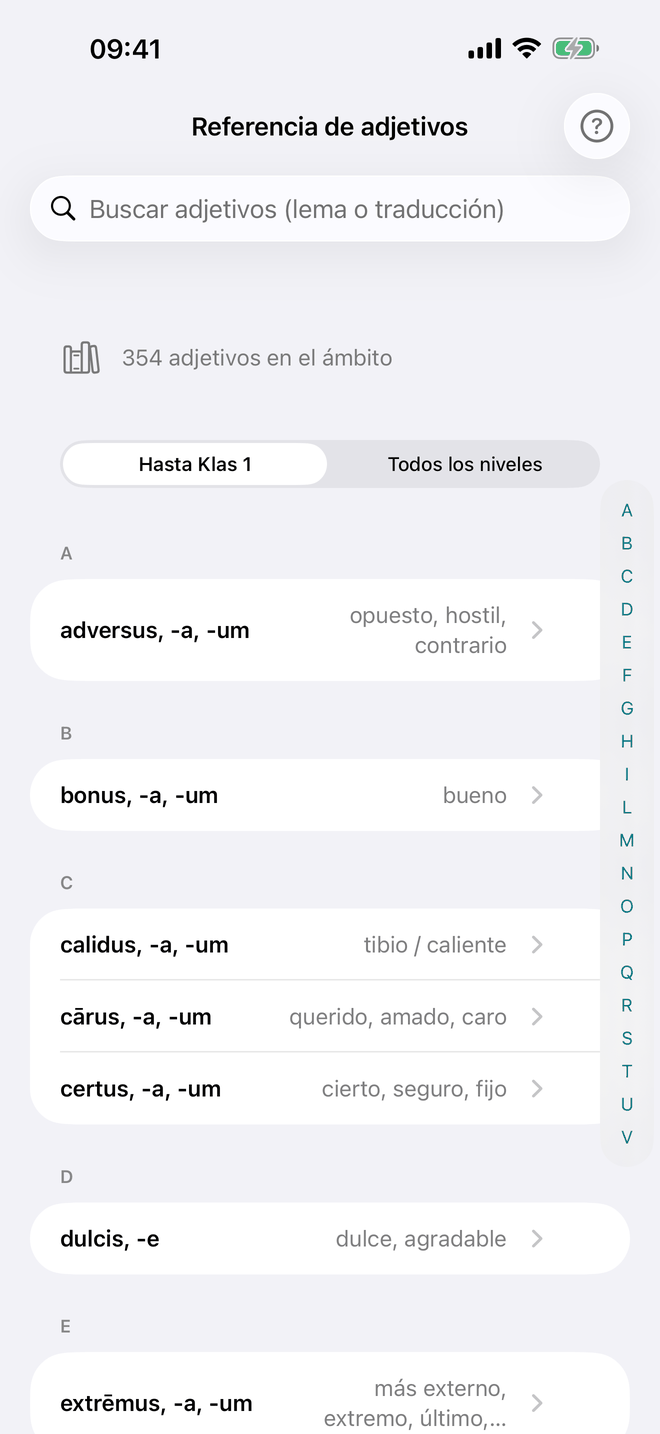 09:41
Referencia de adjetivos
?
Buscar adjetivos (lema o traducción)
354 adjetivos en el ámbito
Hasta Klas 1
Todos los niveles
A
adversus, -a, -um
opuesto, hostil,
contrario
B
bonus, -a, -um
bueno
C
calidus, -a, -um
tibio / caliente
cārus, -a, -um
querido, amado, caro
certus, -a, -um
cierto, seguro, fijo
D
dulcis, -e
dulce, agradable
E
extrēmus, -a, -um
más externo,
extremo, último,...
A
B
C
D
E
F
G
H
I
L
M
N
O
P
Q
R
S
T
U
V